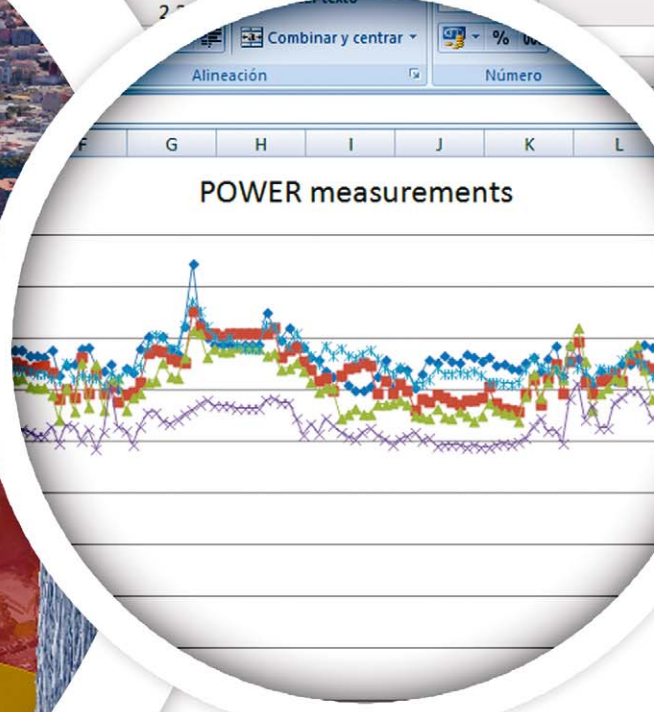 Combinar y centrar
%
Alineación
Número
F G H I J K L
POWER measurements